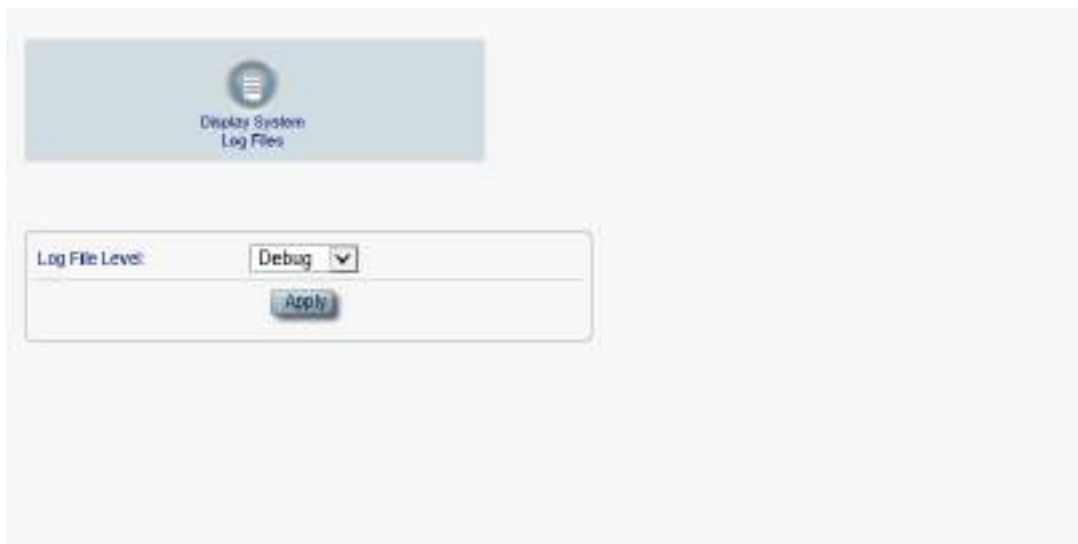 Display System
Log Files
Log File Level:
Debug
Apply